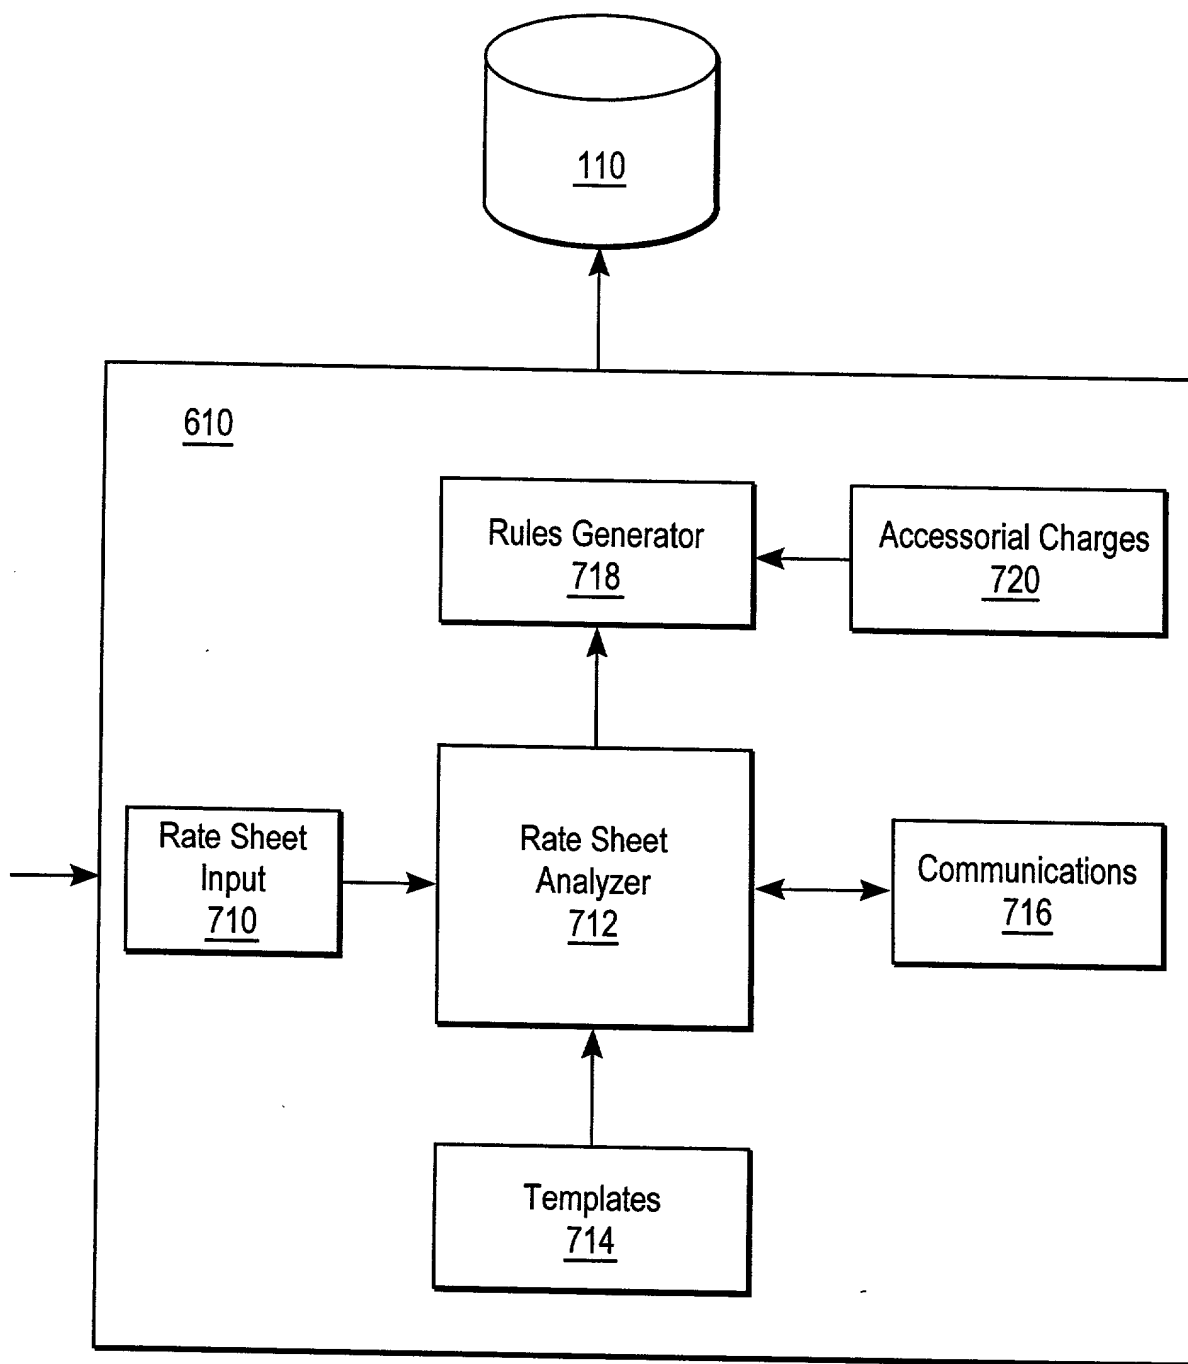 110
610
Rules Generator
718
Accessorial Charges
720
Rate Sheet
Input
710
Rate Sheet
Analyzer
712
Communications
716
Templates
714